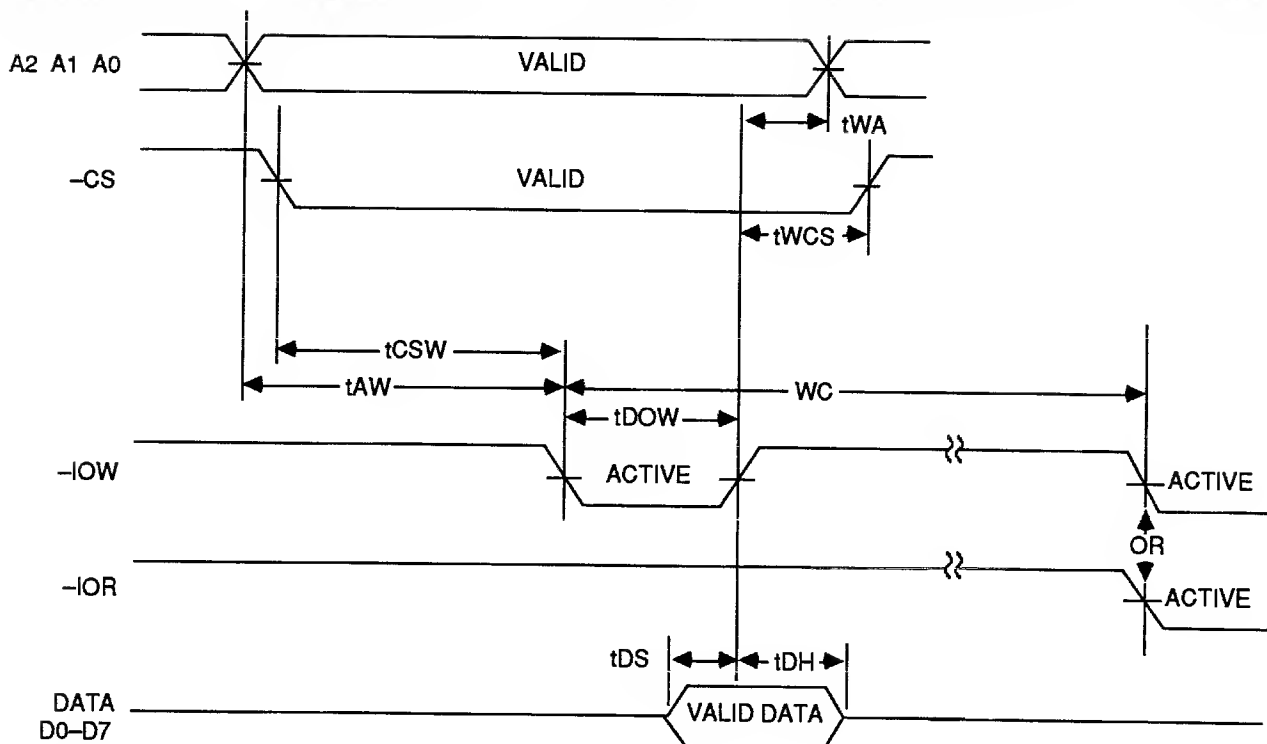 A2 A1 A0
VALID
tWA
–CS
VALID
tWCS
tCSW
tAW
WC
tDOW
–IOW
ACTIVE
ACTIVE
OR
–IOR
ACTIVE
tDS
tDH
DATA
D0–D7
VALID DATA